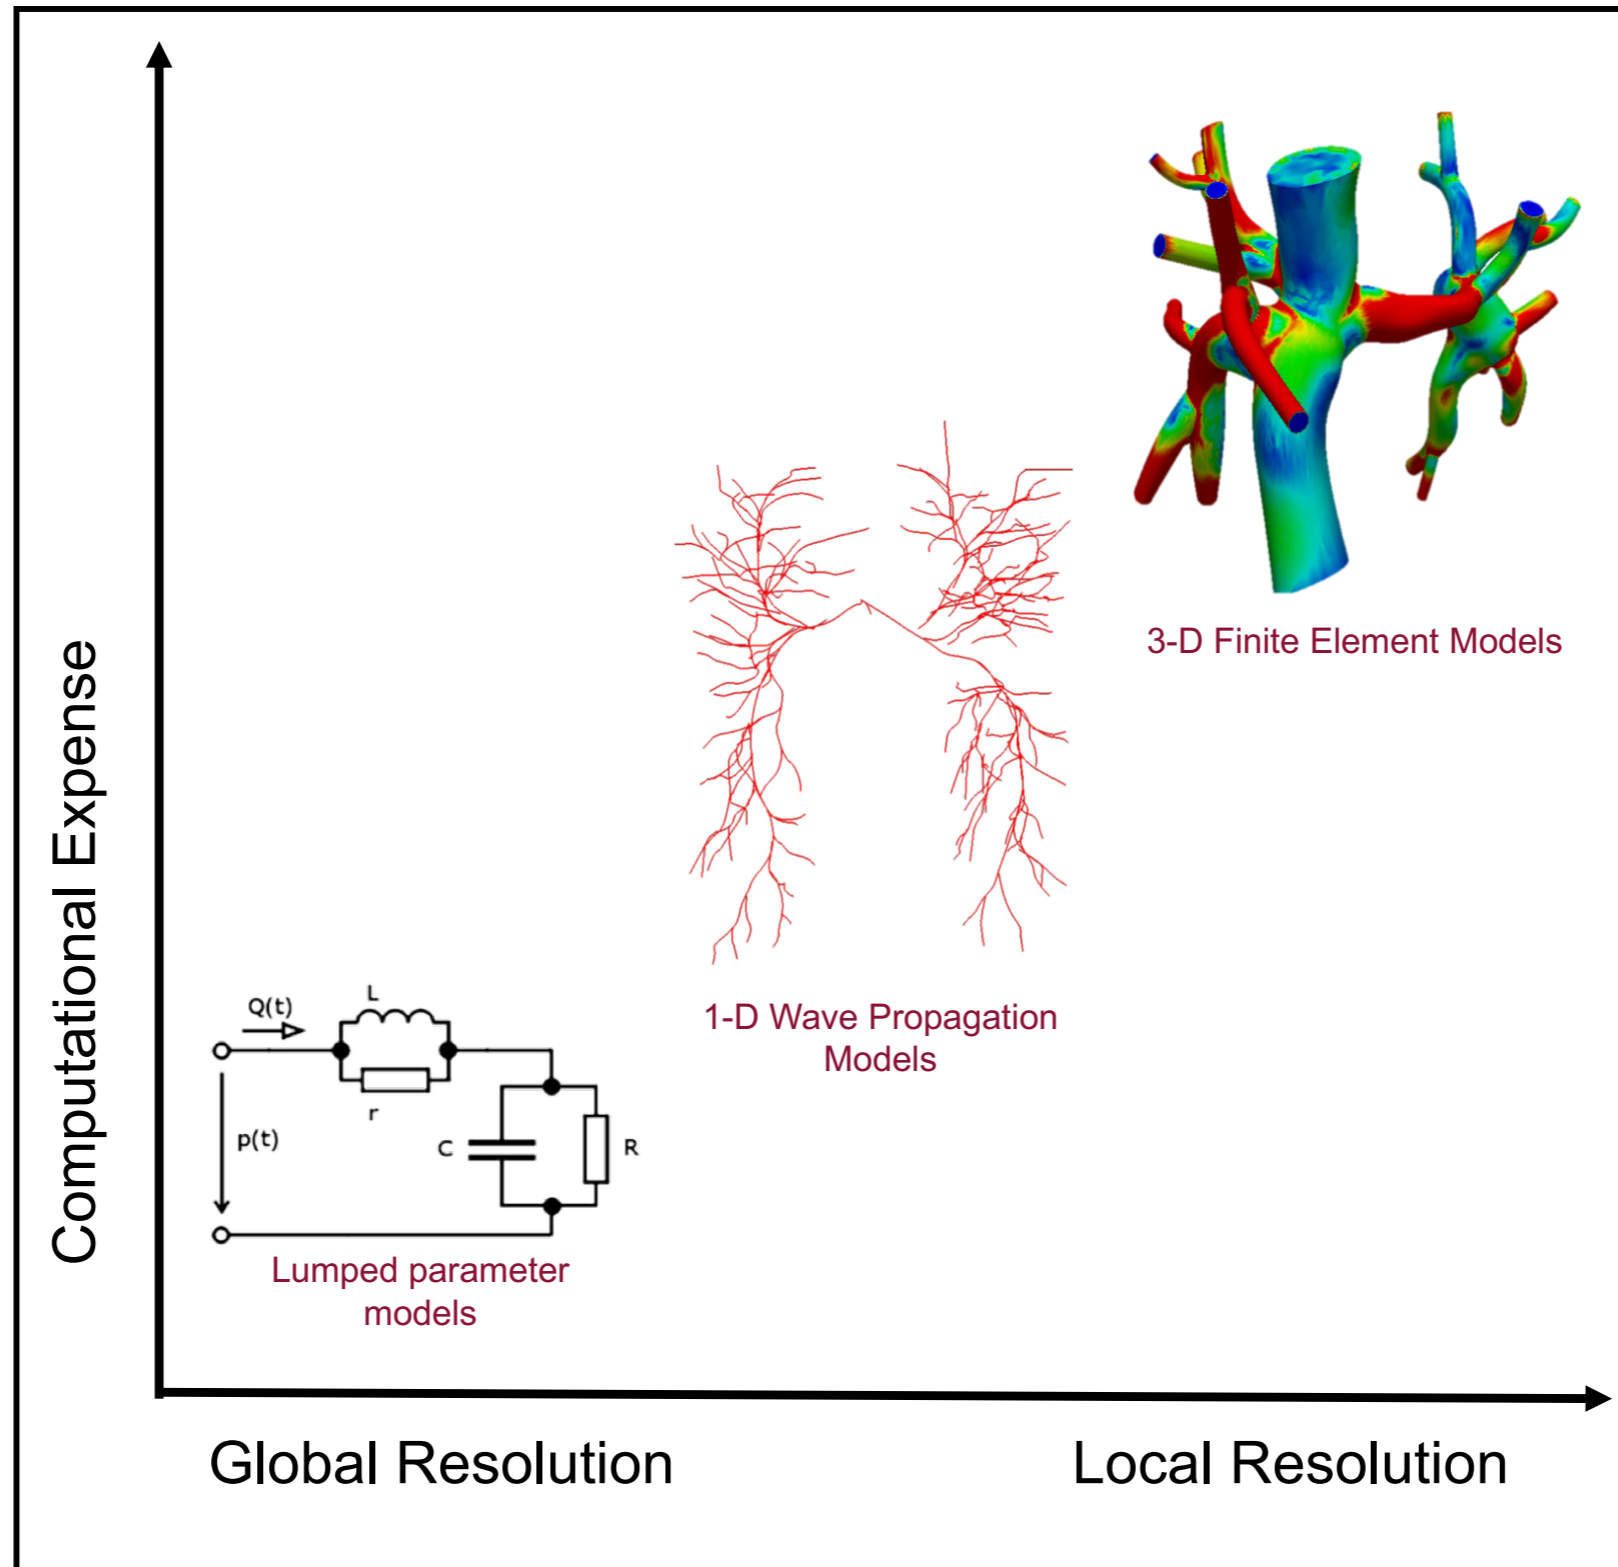 Computational Expense
3-D Finite Element Models
1-D Wave Propagation
Models
Q(t)
L
r
p(t)
C
R
Lumped parameter
models
Global Resolution
Local Resolution